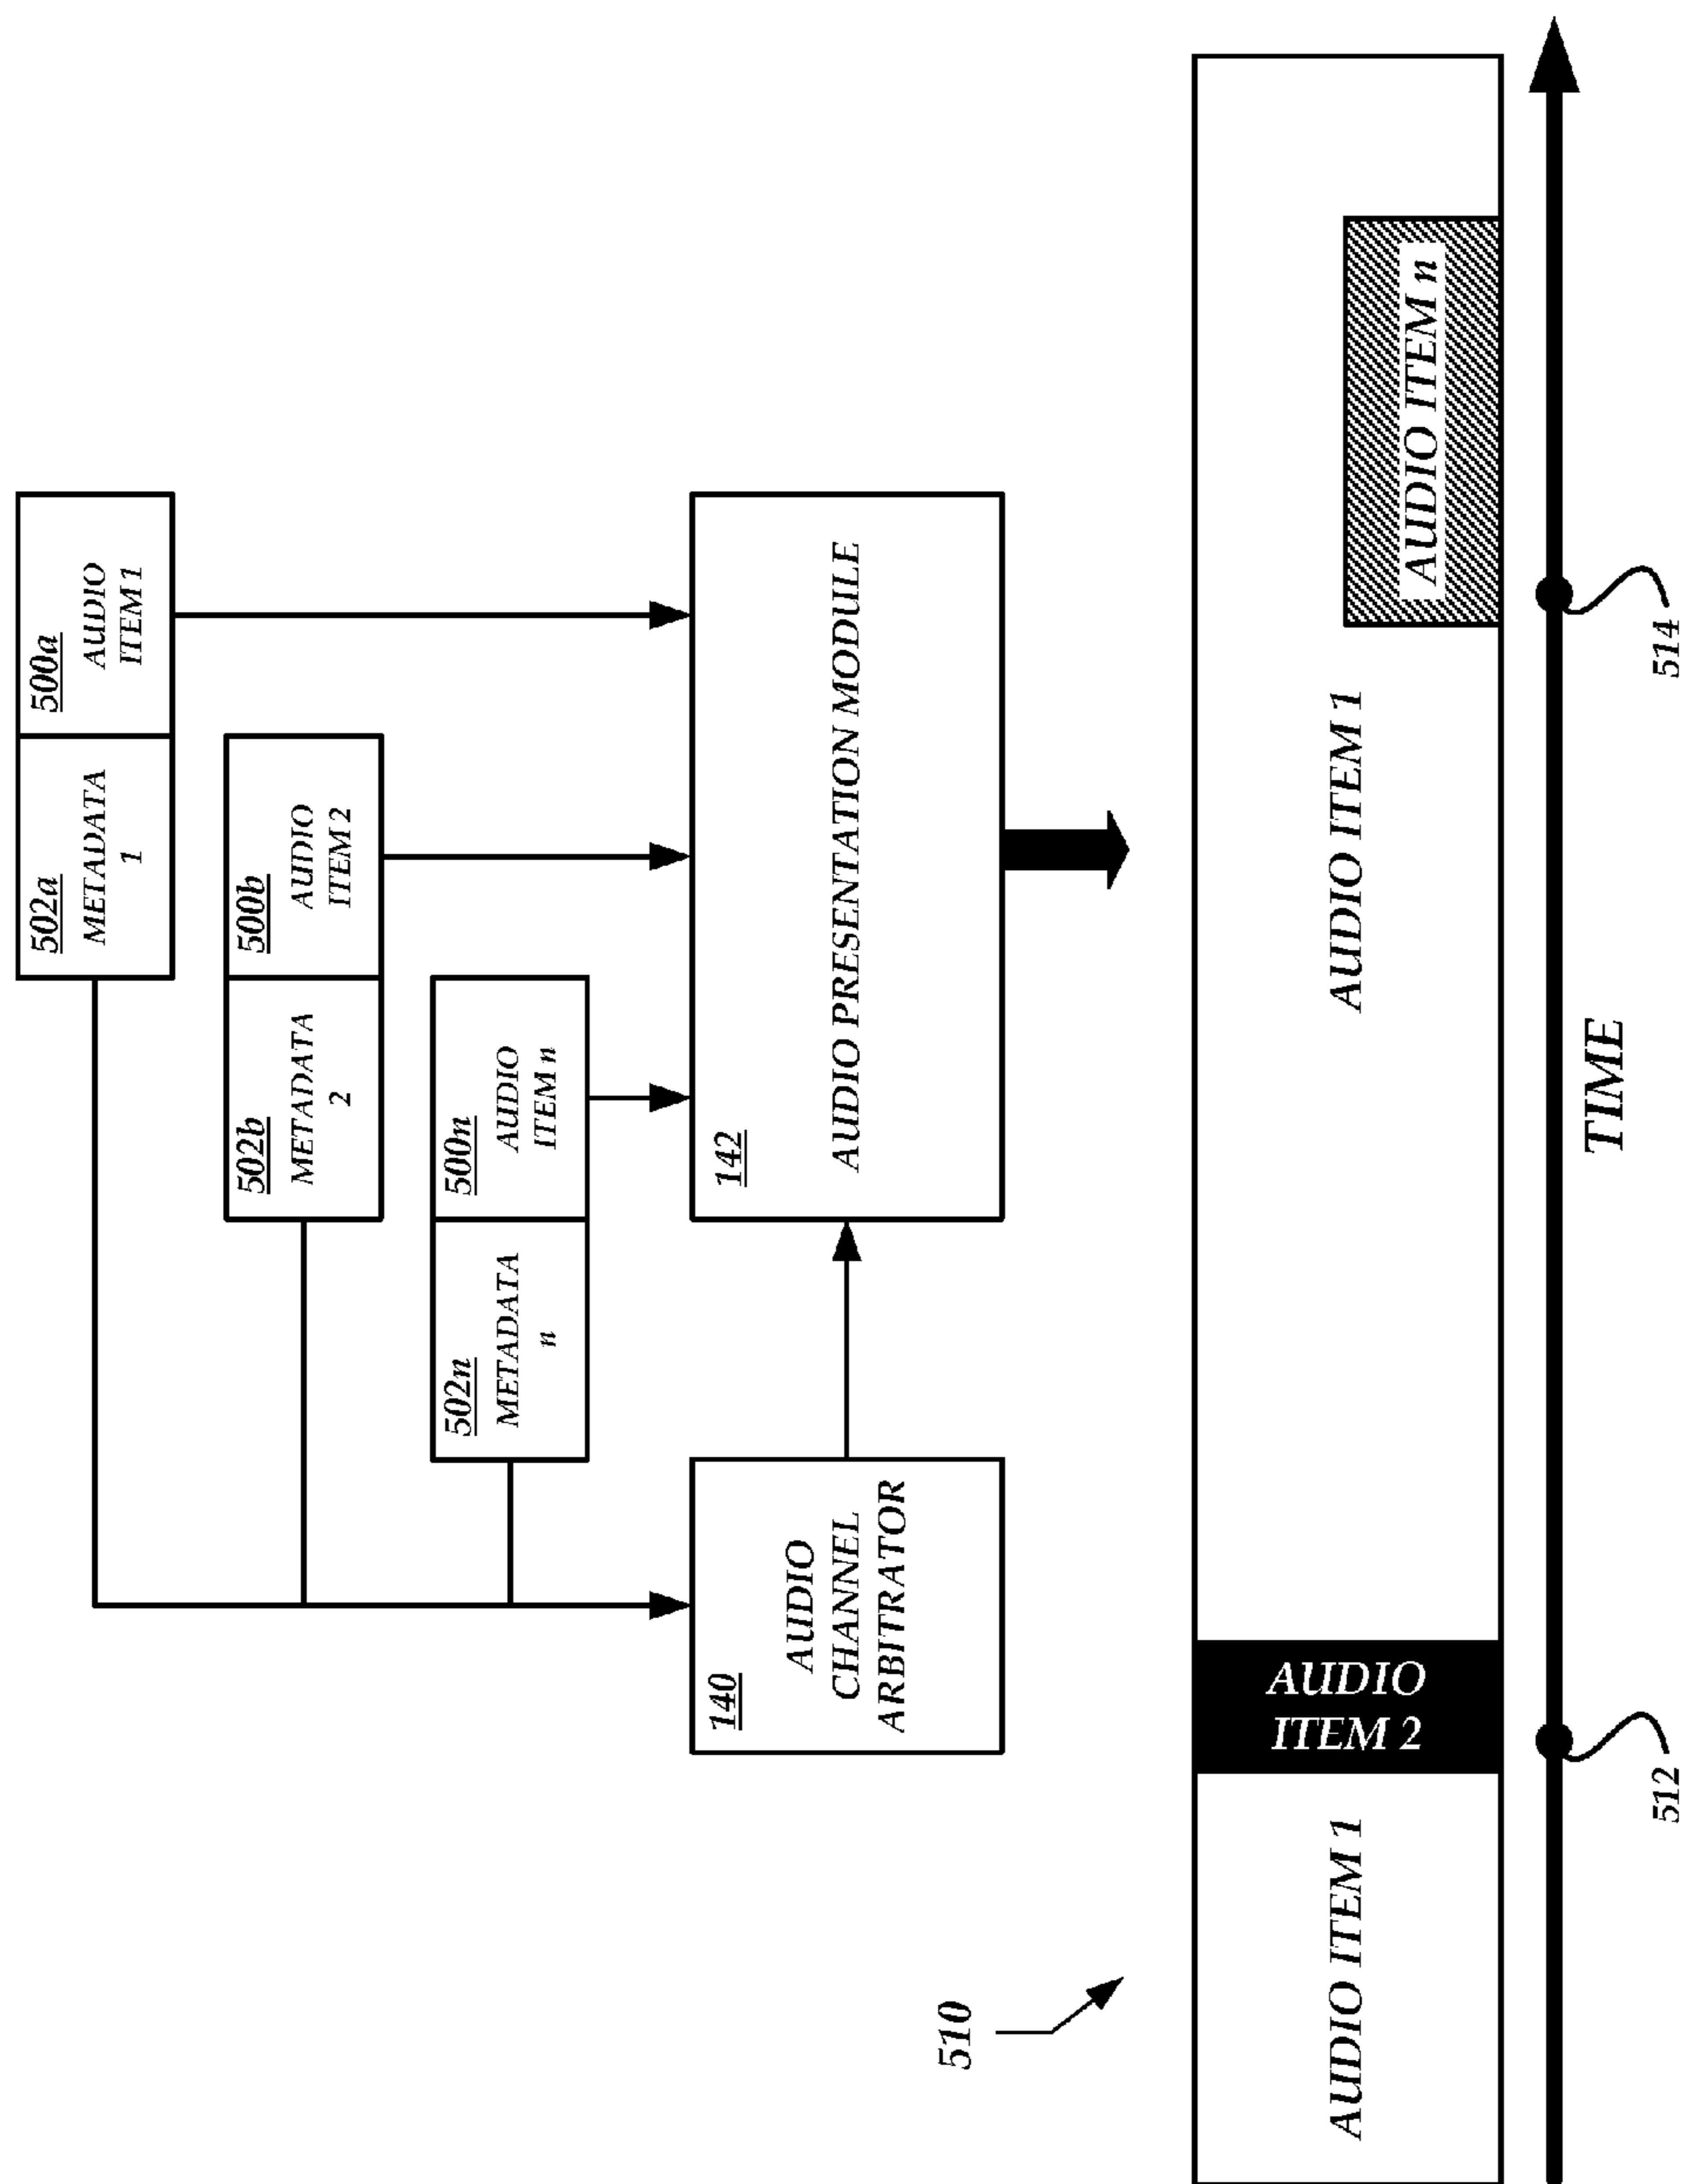 502a
METADATA
1
500a
AUDIO
ITEM 1
502b
METADATA
2
500b
AUDIO
ITEM 2
502n
METADATA
n
500n
AUDIO
ITEM n
140
AUDIO
CHANNEL
ARBITRATOR
142
AUDIO PRESENTATION MODULE
510
AUDIO ITEM 1
AUDIO
ITEM 2
AUDIO ITEM 1
AUDIO ITEM n
TIME
512
514